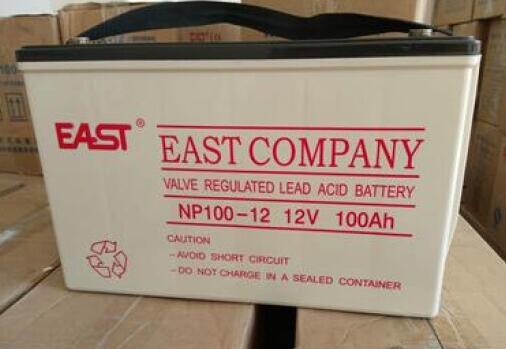 EAST®
EAST COMPANY
VALVE REGULATED LEAD ACID BATTERY
NP100-12 12V 100Ah
CAUTION
-AVOID SHORT CIRCUIT
-DO NOT CHARGE IN A SEALED CONTAINER